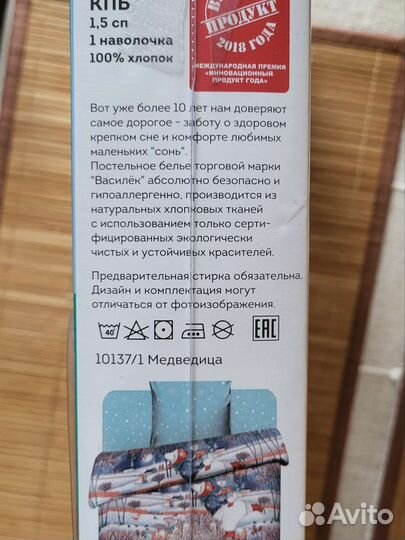 КПБ
1,5 сп
1 наволочка
100% хлопок
ПРОДУКТ
2018 ГОДА
МЕЖДУНАРОДНАЯ ПРЕМИЯ
«ИННОВАЦИОННЫЙ
ПРОДУКТ ГОДА»
Вот уже более 10 лет нам доверяют
самое дорогое - заботу о здоровом
крепком сне и комфорте любимых
маленьких "сонь".
Постельное белье торговой марки
"Василёк" абсолютно безопасно и
гипоаллергенно, производится из
натуральных хлопковых тканей
с использованием только серти-
фицированных экологически
чистых и устойчивых красителей.
Предварительная стирка обязательна.
Дизайн и комплектация могут
отличаться от фотоизображения.
40
EAC
10137/1 Медведица
Avito